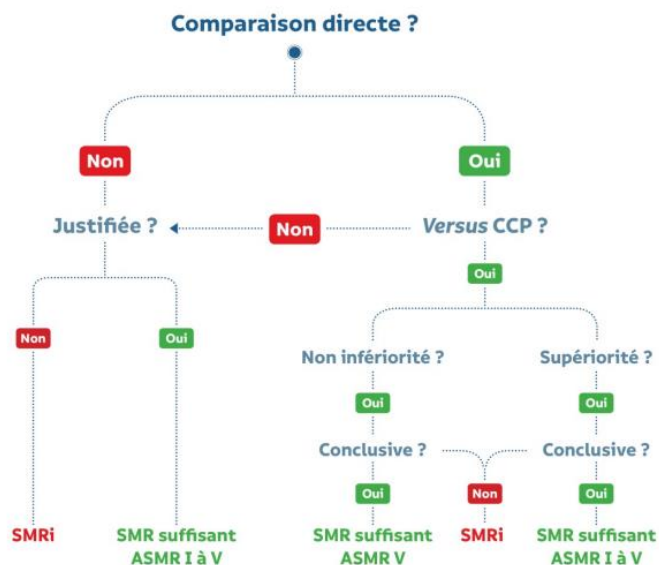 Comparaison directe ?
Non
Oui
Justifiée ?
Non
Versus CCP ?
Oui
Non
Oui
Non infériorité ?
Supériorité ?
Oui
Oui
Conclusive ?
Conclusive ?
Oui
Non
Oui
SMRi
SMR suffisant
ASMR I à V
SMR suffisant
ASMR V
SMRi
SMR suffisant
ASMR I à V